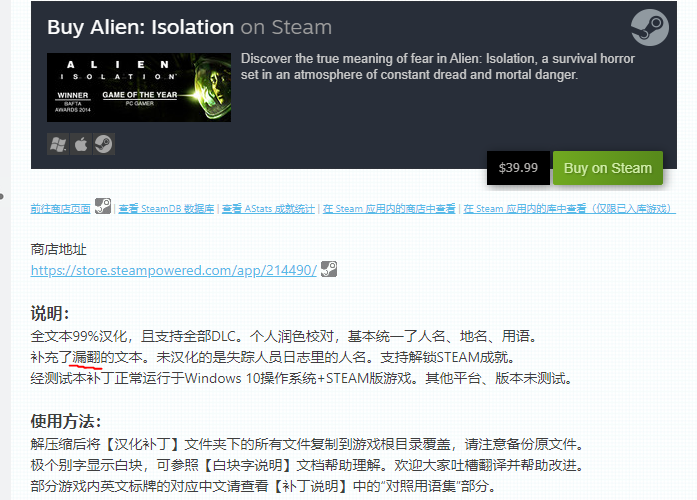 Buy Alien: Isolation on Steam
ALIEN
ISOLATION
WINNER
BAFTA
AWARDS 2014
GAME OF THE YEAR
PC GAMER
Discover the true meaning of fear in Alien: Isolation, a survival horror
set in an atmosphere of constant dread and mortal danger.
$39.99
Buy on Steam
前往商店页面 | 查看 SteamDB 数据库 | 查看 AStats 成就统计 | 在 Steam 应用内的商店中查看 | 在 Steam 应用内的库中查看（仅限已入库游戏）
商店地址
https://store.steampowered.com/app/214490/
说明：
全文本99%汉化，且支持全部DLC。个人润色校对，基本统一了人名、地名、用语。
补充了漏翻的文本。未汉化的是失踪人员日志里的人名。支持解锁STEAM成就。
经测试本补丁正常运行于Windows 10操作系统+STEAM版游戏。其他平台、版本未测试。
使用方法：
解压缩后将【汉化补丁】文件夹下的所有文件复制到游戏根目录覆盖，请注意备份原文件。
极个别字显示白块，可参照【白块字说明】文档帮助理解。欢迎大家吐槽翻译并帮助改进。
部分游戏内英文标牌的对应中文请查看【补丁说明】中的“对照用语集”部分。